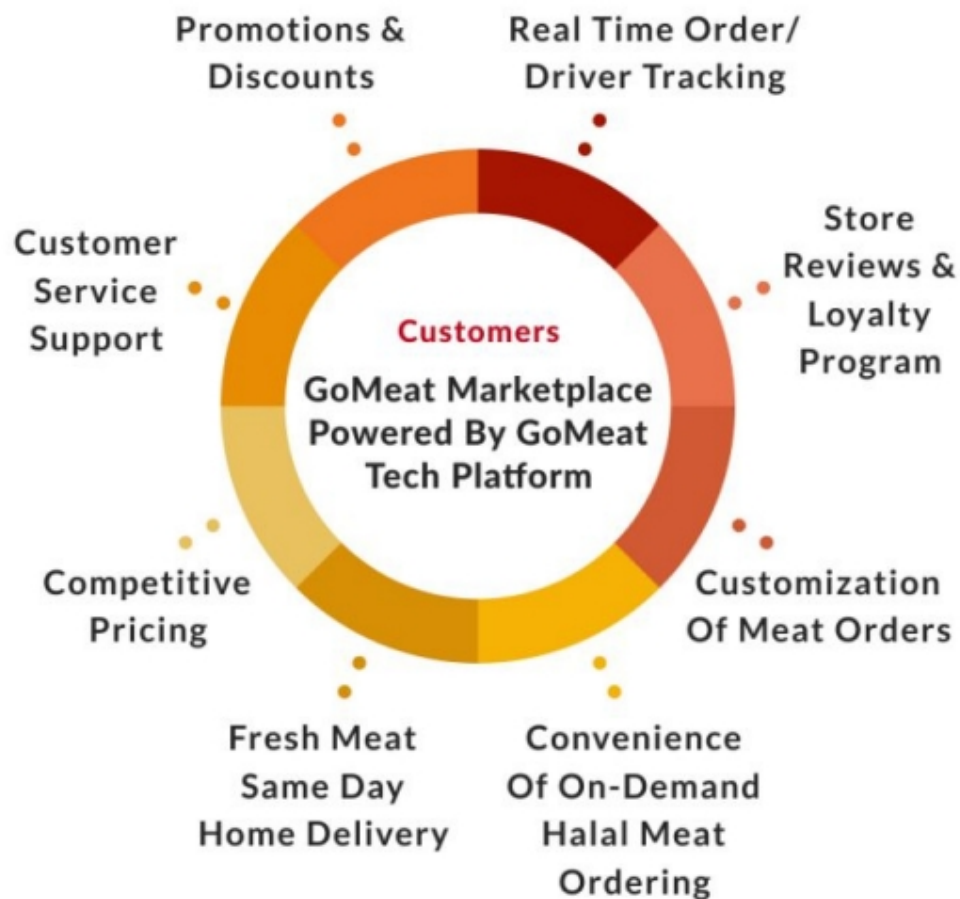 Promotions &
Discounts
Real Time Order/
Driver Tracking
Store
Reviews &
Loyalty
Program
Customization
Of Meat Orders
Convenience
Of On-Demand
Halal Meat
Ordering
Fresh Meat
Same Day
Home Delivery
Competitive
Pricing
Customer
Service
Support
Customers
GoMeat Marketplace
Powered By GoMeat
Tech Platform